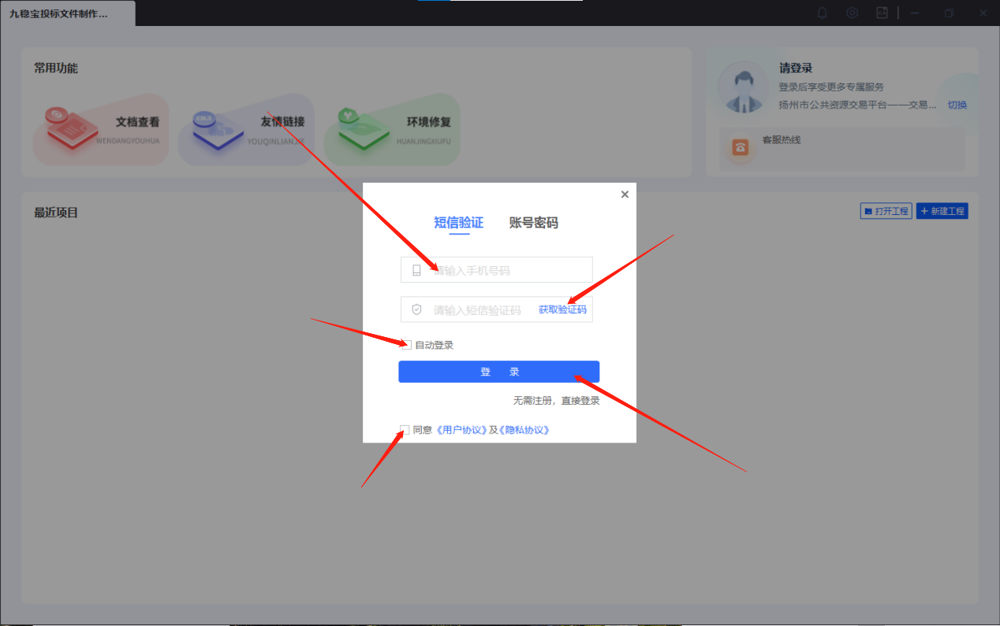 九稳宝投标文件制作...
常用功能
文档查看
WENDANGYOUHUA
友情链接
YOUQINLIANJIE
环境修复
HUANJINGXIUFU
请登录
登录后享受更多专属服务
扬州市公共资源交易平台——交易... 切换
客服热线
最近项目
打开工程
新建工程
短信验证 账号密码
请输入手机号码
请输入短信验证码 获取验证码
自动登录
登 录
无需注册，直接登录
同意《用户协议》及《隐私协议》